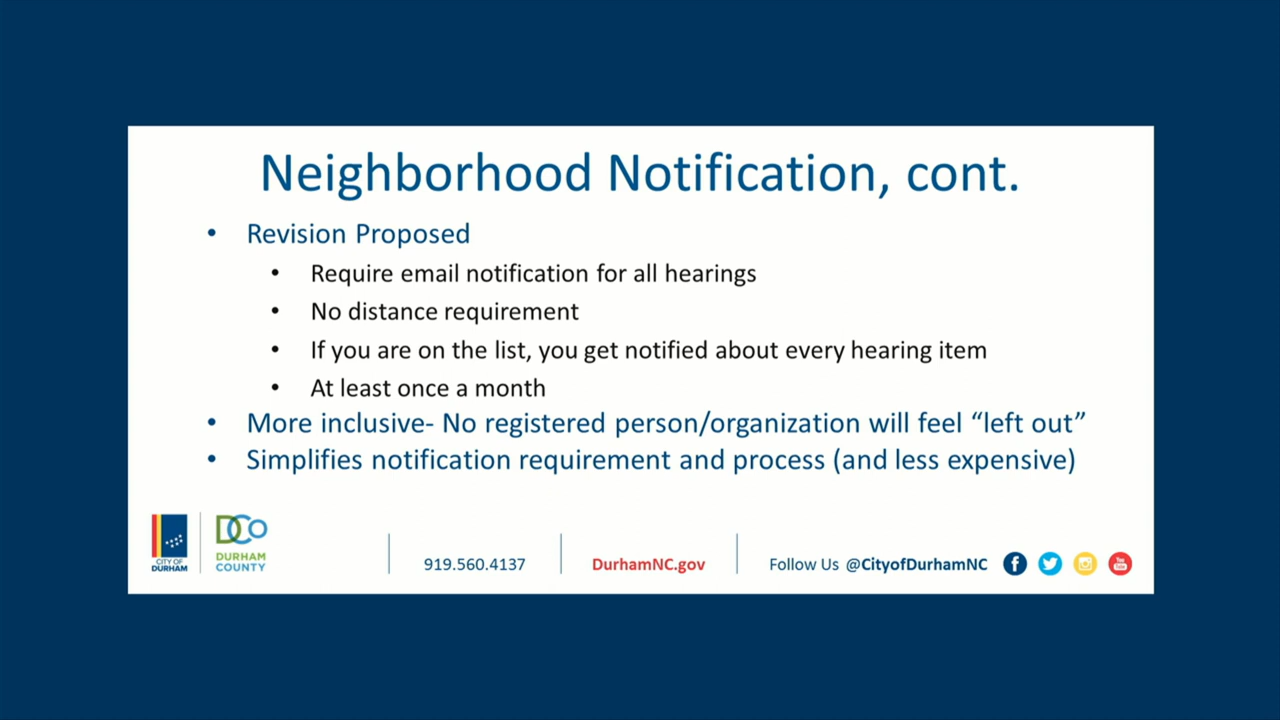 Neighborhood Notification, cont.
• Revision Proposed
• Require email notification for all hearings
• No distance requirement
• If you are on the list, you get notified about every hearing item
• At least once a month
• More inclusive- No registered person/organization will feel “left out”
• Simplifies notification requirement and process (and less expensive)
CITY OF
DURHAM
DCO
DURHAM
COUNTY
919.560.4137
DurhamNC.gov
Follow Us @CityofDurhamNC